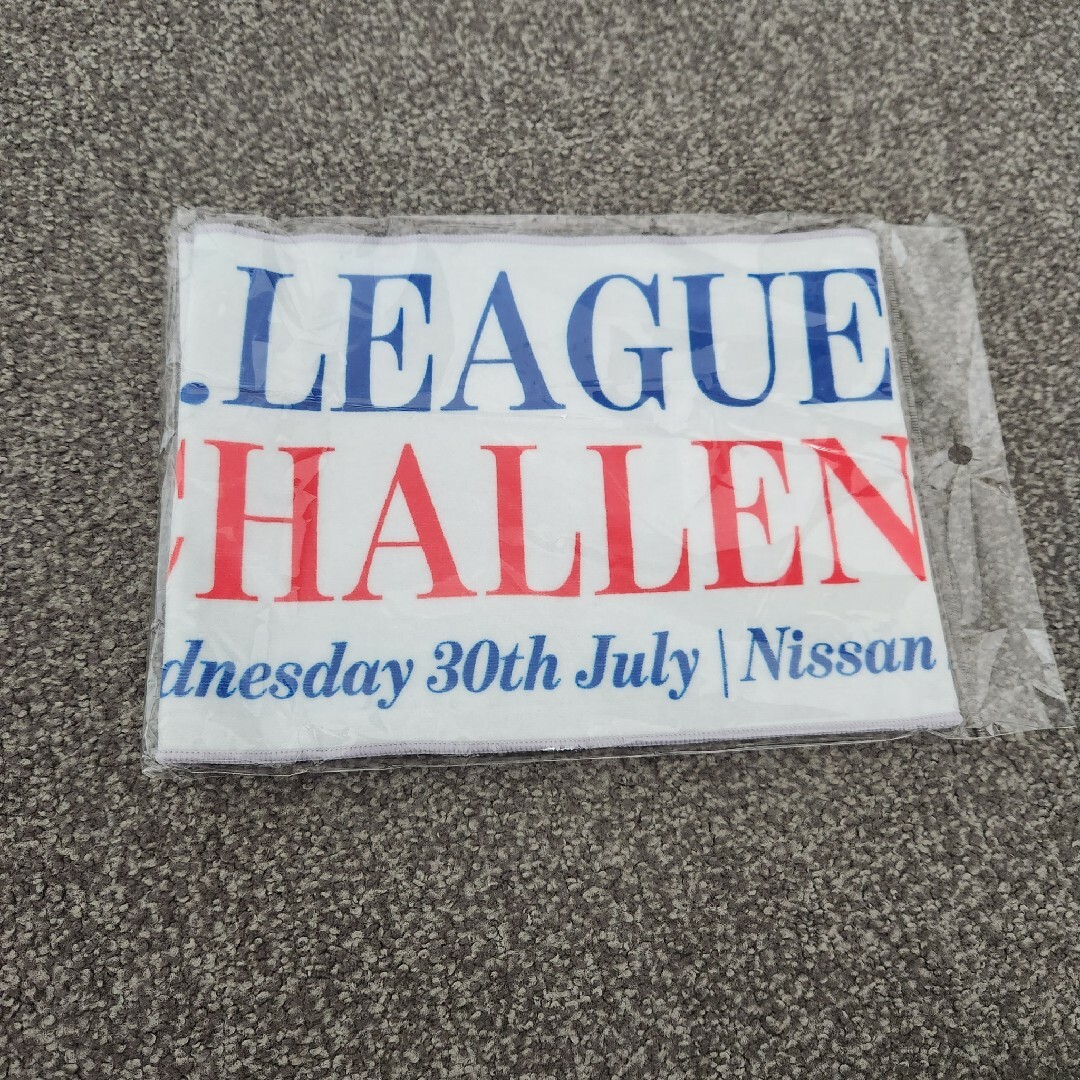 .LEAGUE
CHALLEN
dnesday 30th July | Nissan